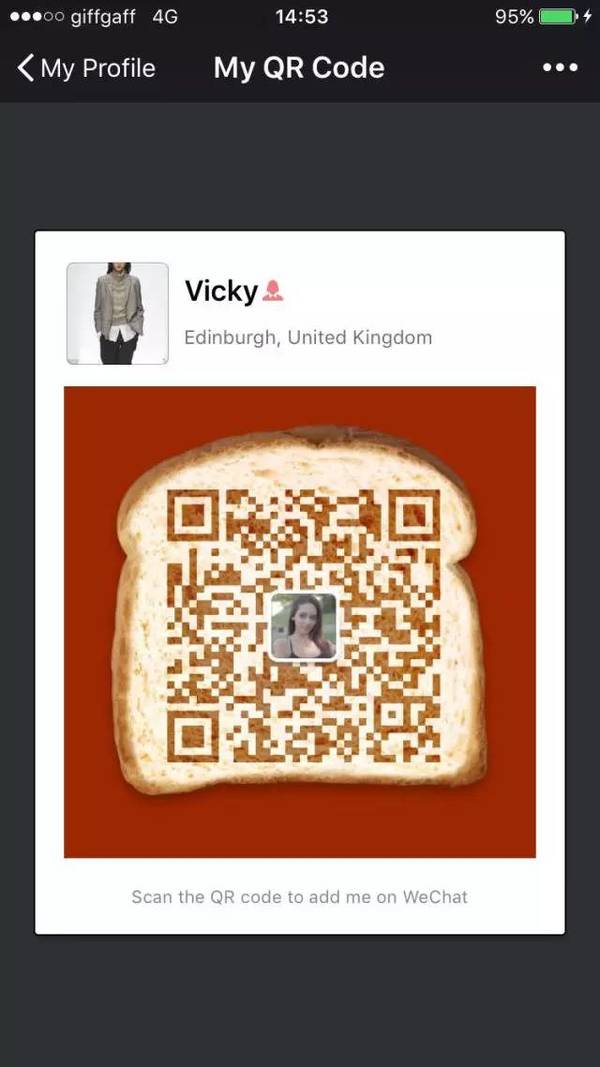 giffgaff 4G 14:53 95%
My Profile My QR Code
Vicky
Edinburgh, United Kingdom
Scan the QR code to add me on WeChat